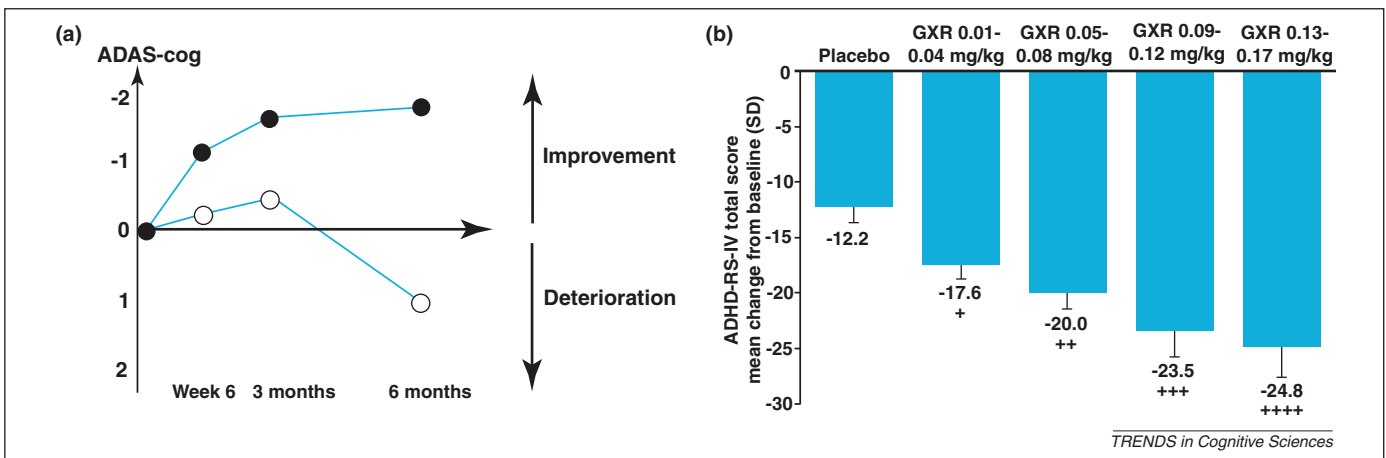 (a)
ADAS-cog
-2
-1
0
1
2
Week 6 3 months 6 months
Improvement
Deterioration
(b)
Placebo
GXR 0.01-
0.04 mg/kg
GXR 0.05-
0.08 mg/kg
GXR 0.09-
0.12 mg/kg
GXR 0.13-
0.17 mg/kg
ADHD-RS-IV total score
mean change from baseline (SD)
0
-5
-10
-15
-20
-25
-30
-12.2
-17.6
+
-20.0
++
-23.5
+++
-24.8
++++
TRENDS in Cognitive Sciences